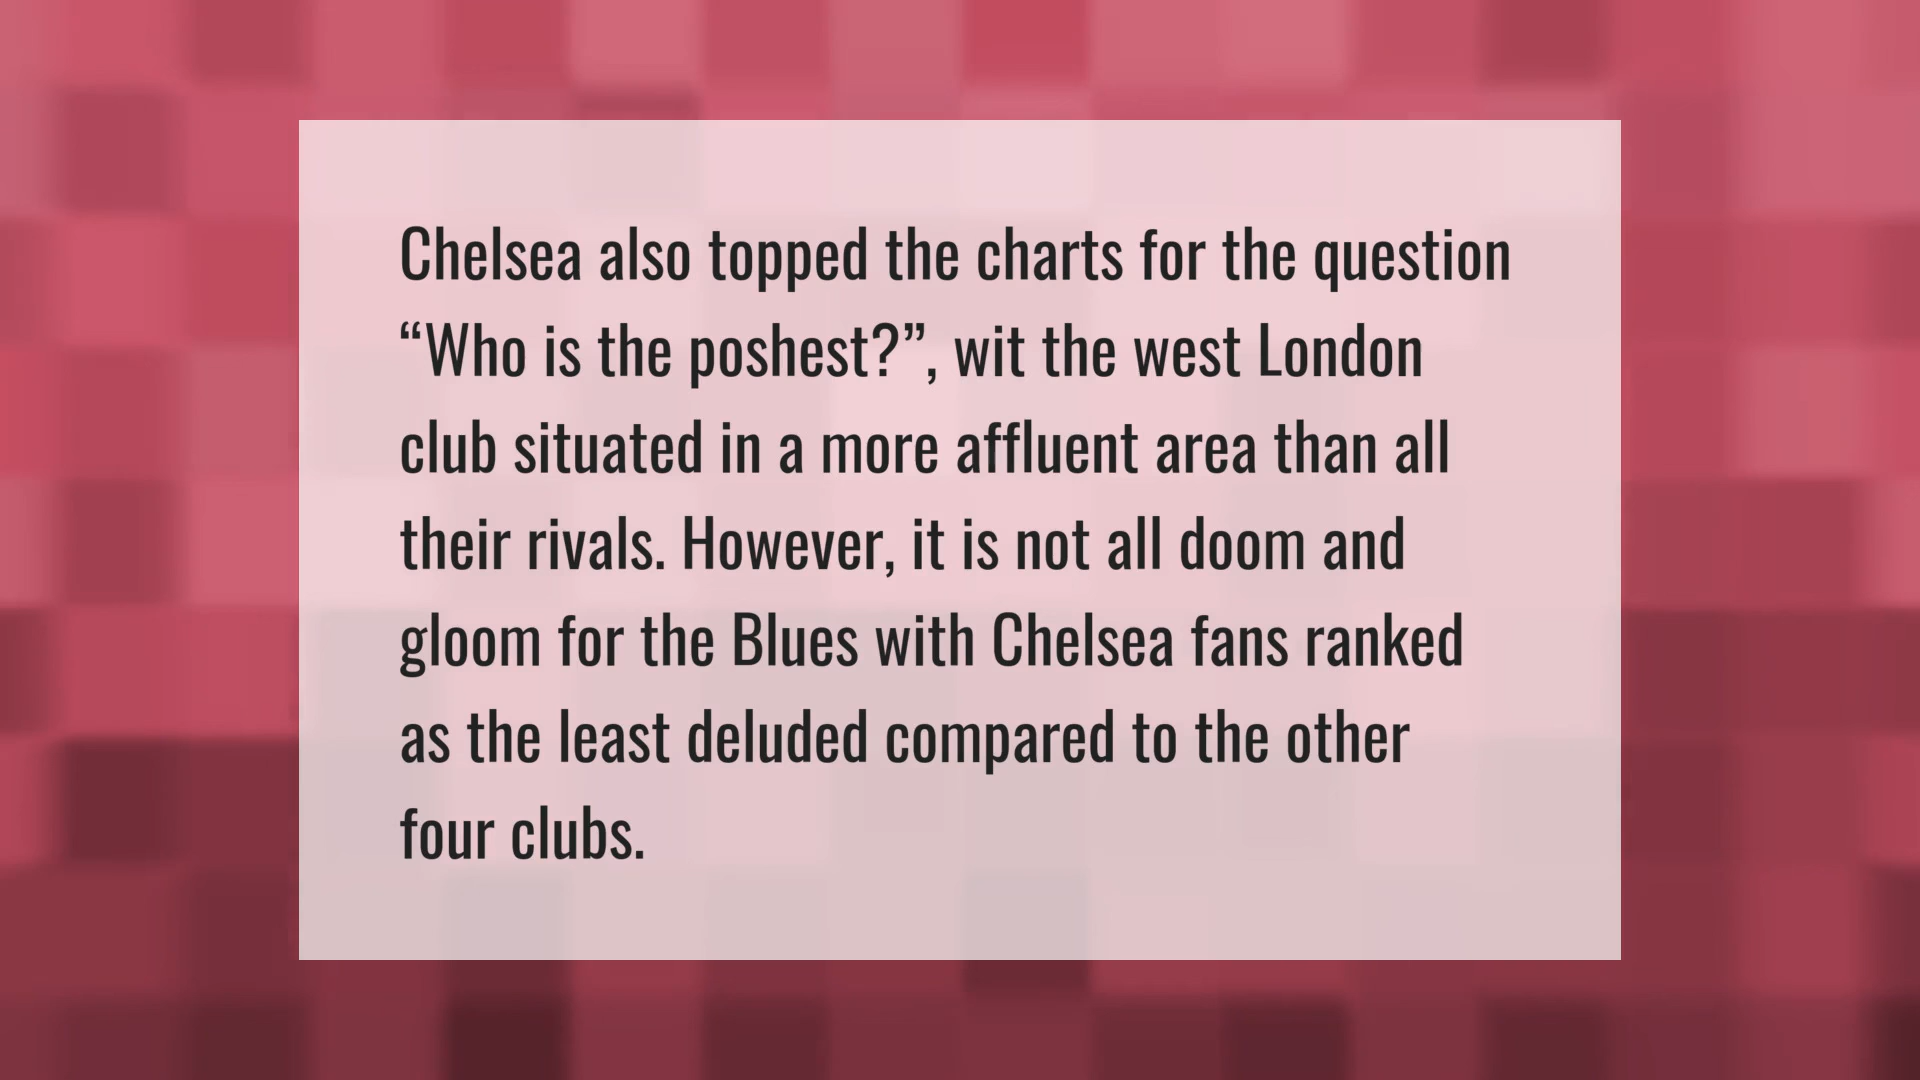 Chelsea also topped the charts for the question
“Who is the poshest?”, wit the west London
club situated in a more affluent area than all
their rivals. However, it is not all doom and
gloom for the Blues with Chelsea fans ranked
as the least deluded compared to the other
four clubs.